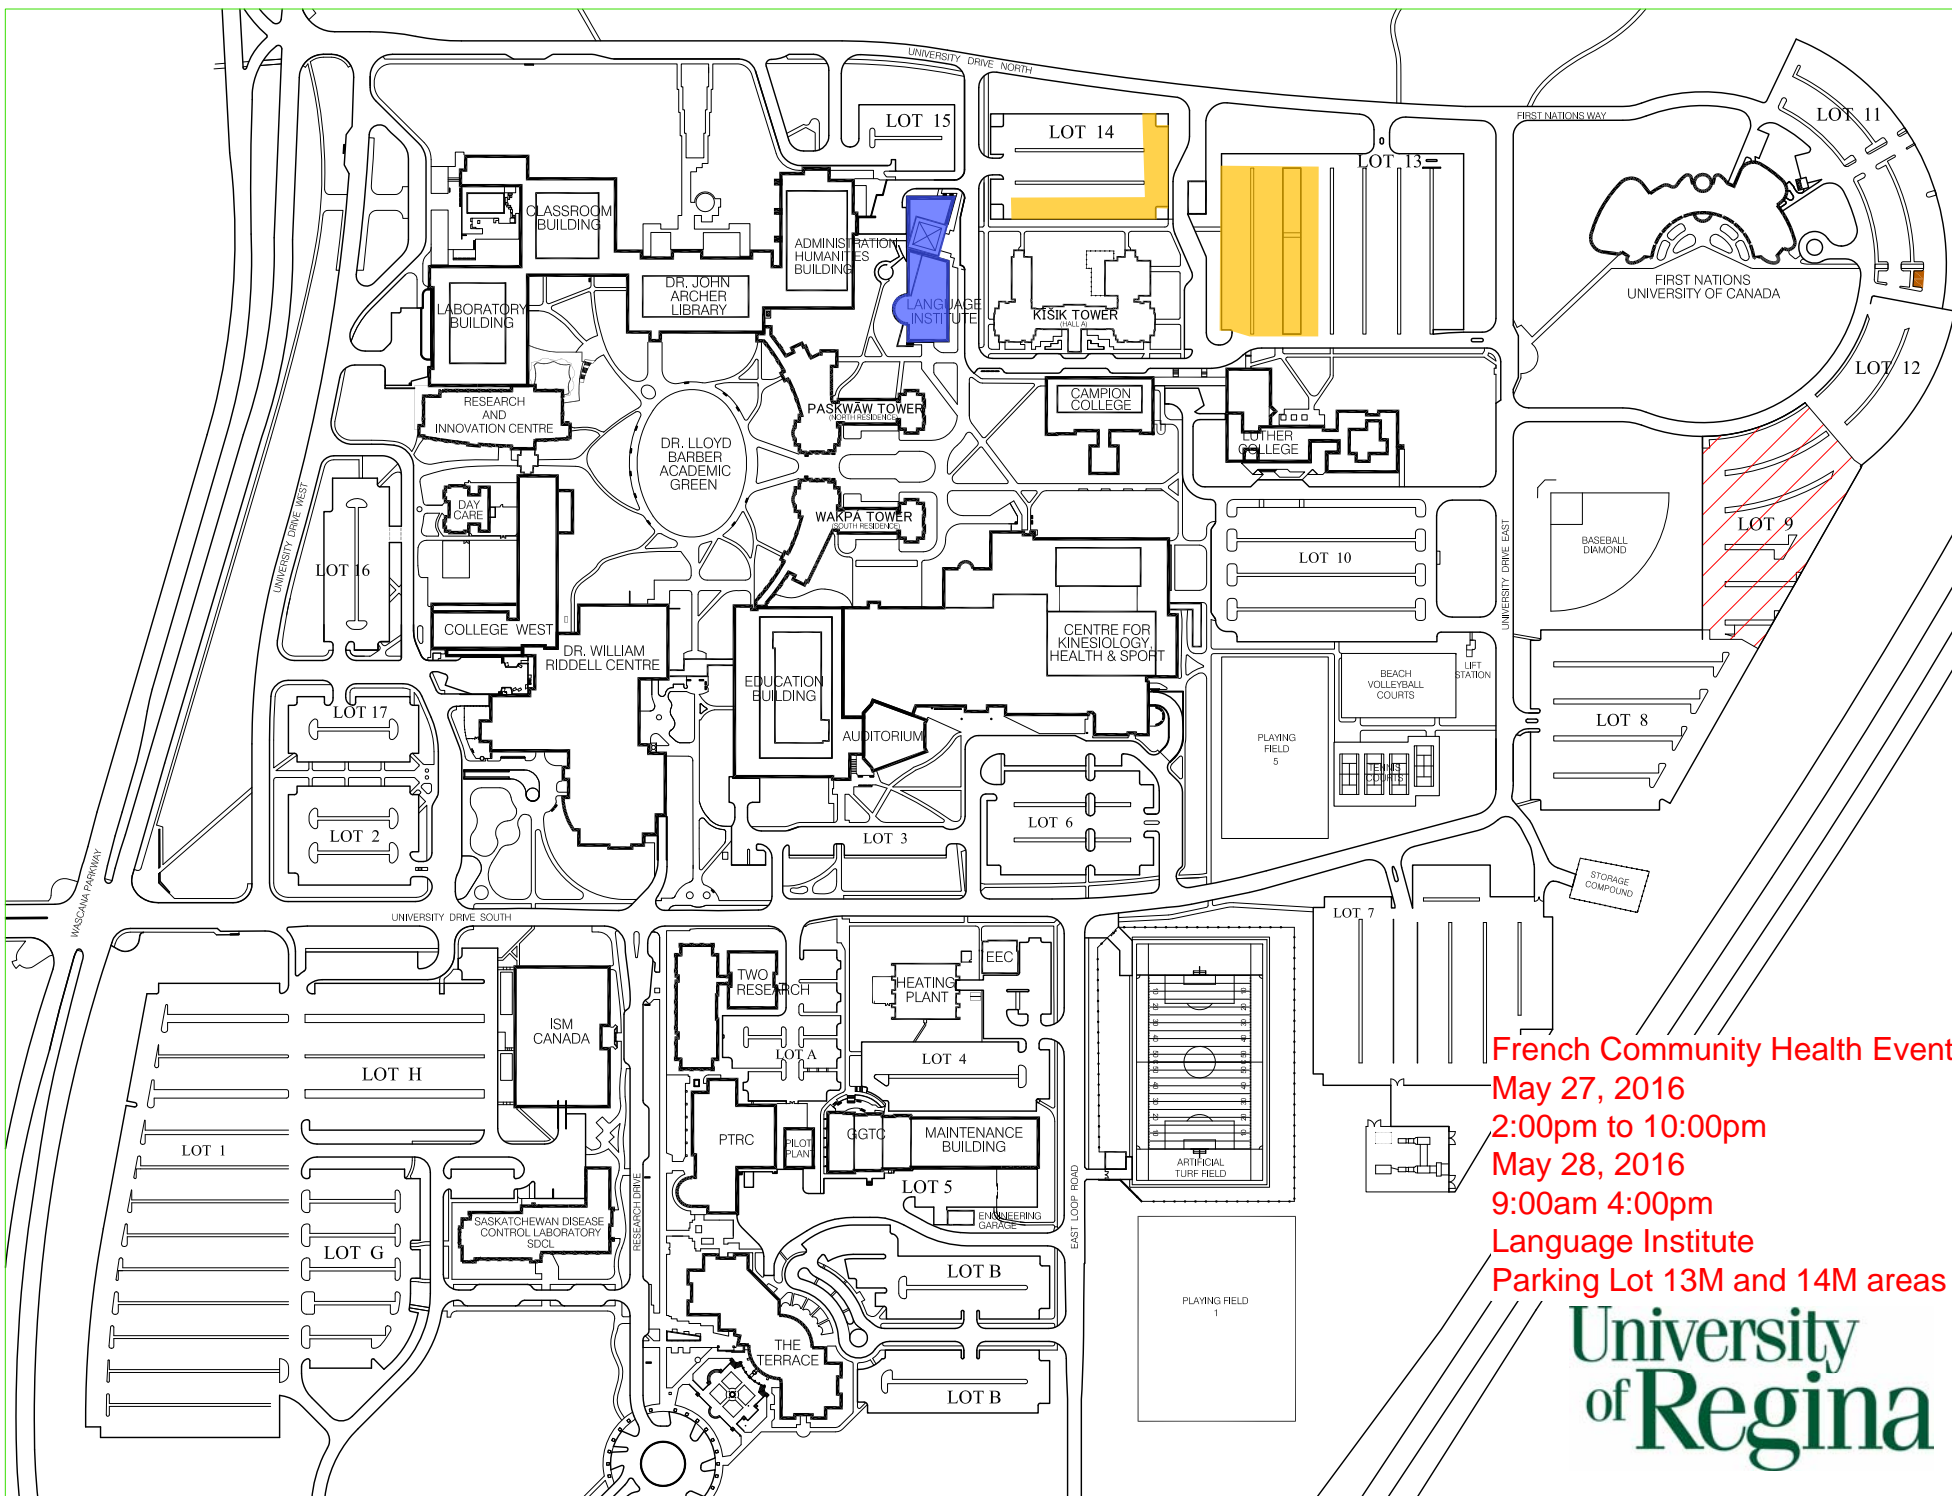 UNIVERSITY DRIVE NORTH
LOT 15
LOT 14
LOT 13
FIRST NATIONS WAY
LOT 11
CLASSROOM
BUILDING
ADMINISTRATION
HUMANITIES
BUILDING
DR. JOHN
ARCHER
LIBRARY
LABORATORY
BUILDING
LANGUAGE
INSTITUTE
KĪSIK TOWER
(HALL A)
FIRST NATIONS
UNIVERSITY OF CANADA
LOT 12
RESEARCH
AND
INNOVATION CENTRE
PASKWĀW TOWER
(NORTH RESIDENCE)
CAMPION
COLLEGE
LUTHER
COLLEGE
DR. LLOYD
BARBER
ACADEMIC
GREEN
DAY
CARE
WAKPĀ TOWER
(SOUTH RESIDENCE)
UNIVERSITY DRIVE WEST
LOT 16
LOT 10
UNIVERSITY DRIVE EAST
BASEBALL
DIAMOND
LOT 9
COLLEGE WEST
DR. WILLIAM
RIDDELL CENTRE
CENTRE FOR
KINESIOLOGY,
HEALTH & SPORT
EDUCATION
BUILDING
AUDITORIUM
BEACH
VOLLEYBALL
COURTS
LIFT
STATION
LOT 17
LOT 8
PLAYING
FIELD
5
TENNIS
COURTS
LOT 2
LOT 3
LOT 6
WASCANA PARKWAY
STORAGE
COMPOUND
UNIVERSITY DRIVE SOUTH
LOT 7
TWO
RESEARCH
HEATING
PLANT
EEC
ISM
CANADA
LOT A
LOT 4
LOT H
LOT 1
PTRC
PILOT
PLANT
GGTC
MAINTENANCE
BUILDING
ARTIFICIAL
TURF FIELD
LOT 5
ENGINEERING
GARAGE
EAST LOOP ROAD
RESEARCH DRIVE
SASKATCHEWAN DISEASE
CONTROL LABORATORY
SDCL
LOT G
LOT B
THE
TERRACE
LOT B
PLAYING FIELD
1
French Community Health Event
May 27, 2016
2:00pm to 10:00pm
May 28, 2016
9:00am 4:00pm
Language Institute
Parking Lot 13M and 14M areas
University
of Regina